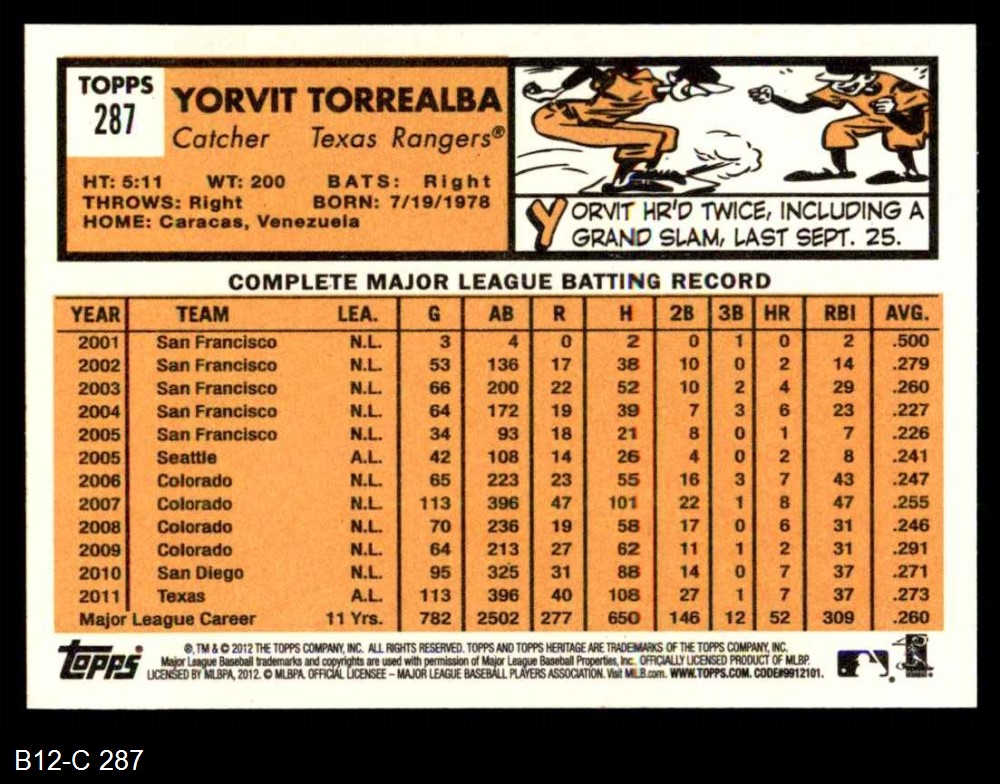 TOPPS
287
YORVIT TORREALBA
Catcher Texas Rangers®
HT: 5:11 WT: 200 BATS: Right
THROWS: Right BORN: 7/19/1978
HOME: Caracas, Venezuela
YORVIT HR'D TWICE, INCLUDING A
GRAND SLAM, LAST SEPT. 25.
COMPLETE MAJOR LEAGUE BATTING RECORD
YEAR TEAM LEA. G AB R H 2B 3B HR RBI AVG.
2001 San Francisco N.L. 3 4 0 2 0 1 0 2 .500
2002 San Francisco N.L. 53 136 17 38 10 0 2 14 .279
2003 San Francisco N.L. 66 200 22 52 10 2 4 29 .260
2004 San Francisco N.L. 64 172 19 39 7 3 6 23 .227
2005 San Francisco N.L. 34 93 18 21 8 0 1 7 .226
2005 Seattle A.L. 42 108 14 26 4 0 2 8 .241
2006 Colorado N.L. 65 223 23 55 16 3 7 43 .247
2007 Colorado N.L. 113 396 47 101 22 1 8 47 .255
2008 Colorado N.L. 70 236 19 58 17 0 6 31 .246
2009 Colorado N.L. 64 213 27 62 11 1 2 31 .291
2010 San Diego N.L. 95 325 31 88 14 0 7 37 .271
2011 Texas A.L. 113 396 40 108 27 1 7 37 .273
Major League Career 11 Yrs. 782 2502 277 650 146 12 52 309 .260
Topps
®, TM & © 2012 THE TOPPS COMPANY, INC. ALL RIGHTS RESERVED. TOPPS AND TOPPS HERITAGE ARE TRADEMARKS OF THE TOPPS COMPANY, INC.
Major League Baseball trademarks and copyrights are used with permission of Major League Baseball Properties, Inc. OFFICIALLY LICENSED PRODUCT OF MLBP.
LICENSED BY MLBPA, 2012. © MLBPA. OFFICIAL LICENSEE – MAJOR LEAGUE BASEBALL PLAYERS ASSOCIATION. Visit MLB.com. WWW.TOPPS.COM. CODE#9912101.
B12-C 287